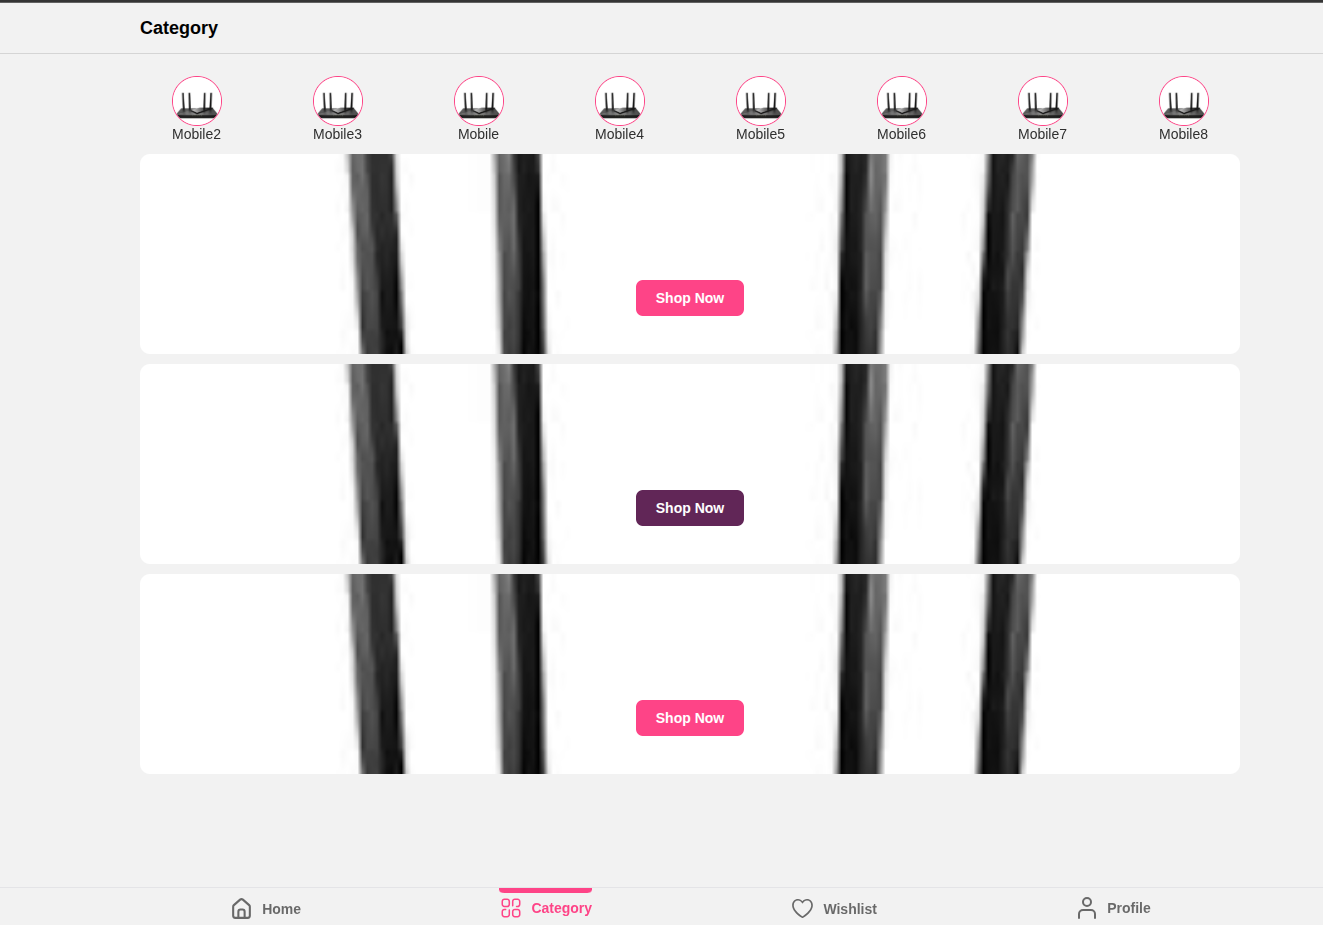 Category
Mobile2 Mobile3 Mobile Mobile4 Mobile5 Mobile6 Mobile7 Mobile8
Shop Now
Shop Now
Shop Now
Home Category Wishlist Profile